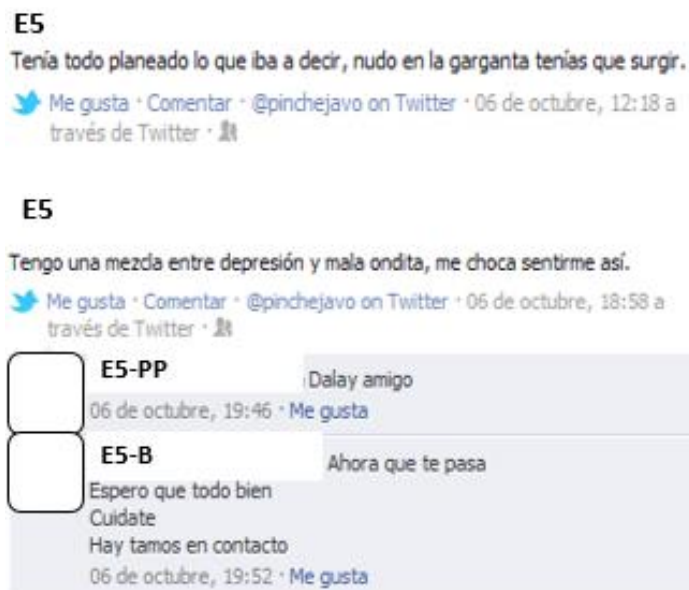 E5
Tenía todo planeado lo que iba a decir, nudo en la garganta tenías que surgir.
Me gusta · Comentar · @pinchejavo on Twitter · 06 de octubre, 12:18 a
través de Twitter ·
E5
Tengo una mezcla entre depresión y mala ondita, me choca sentirme así.
Me gusta · Comentar · @pinchejavo on Twitter · 06 de octubre, 18:58 a
través de Twitter ·
E5-PP Dalay amigo
06 de octubre, 19:46 · Me gusta
E5-B Ahora que te pasa
Espero que todo bien
Cuidate
Hay tamos en contacto
06 de octubre, 19:52 · Me gusta